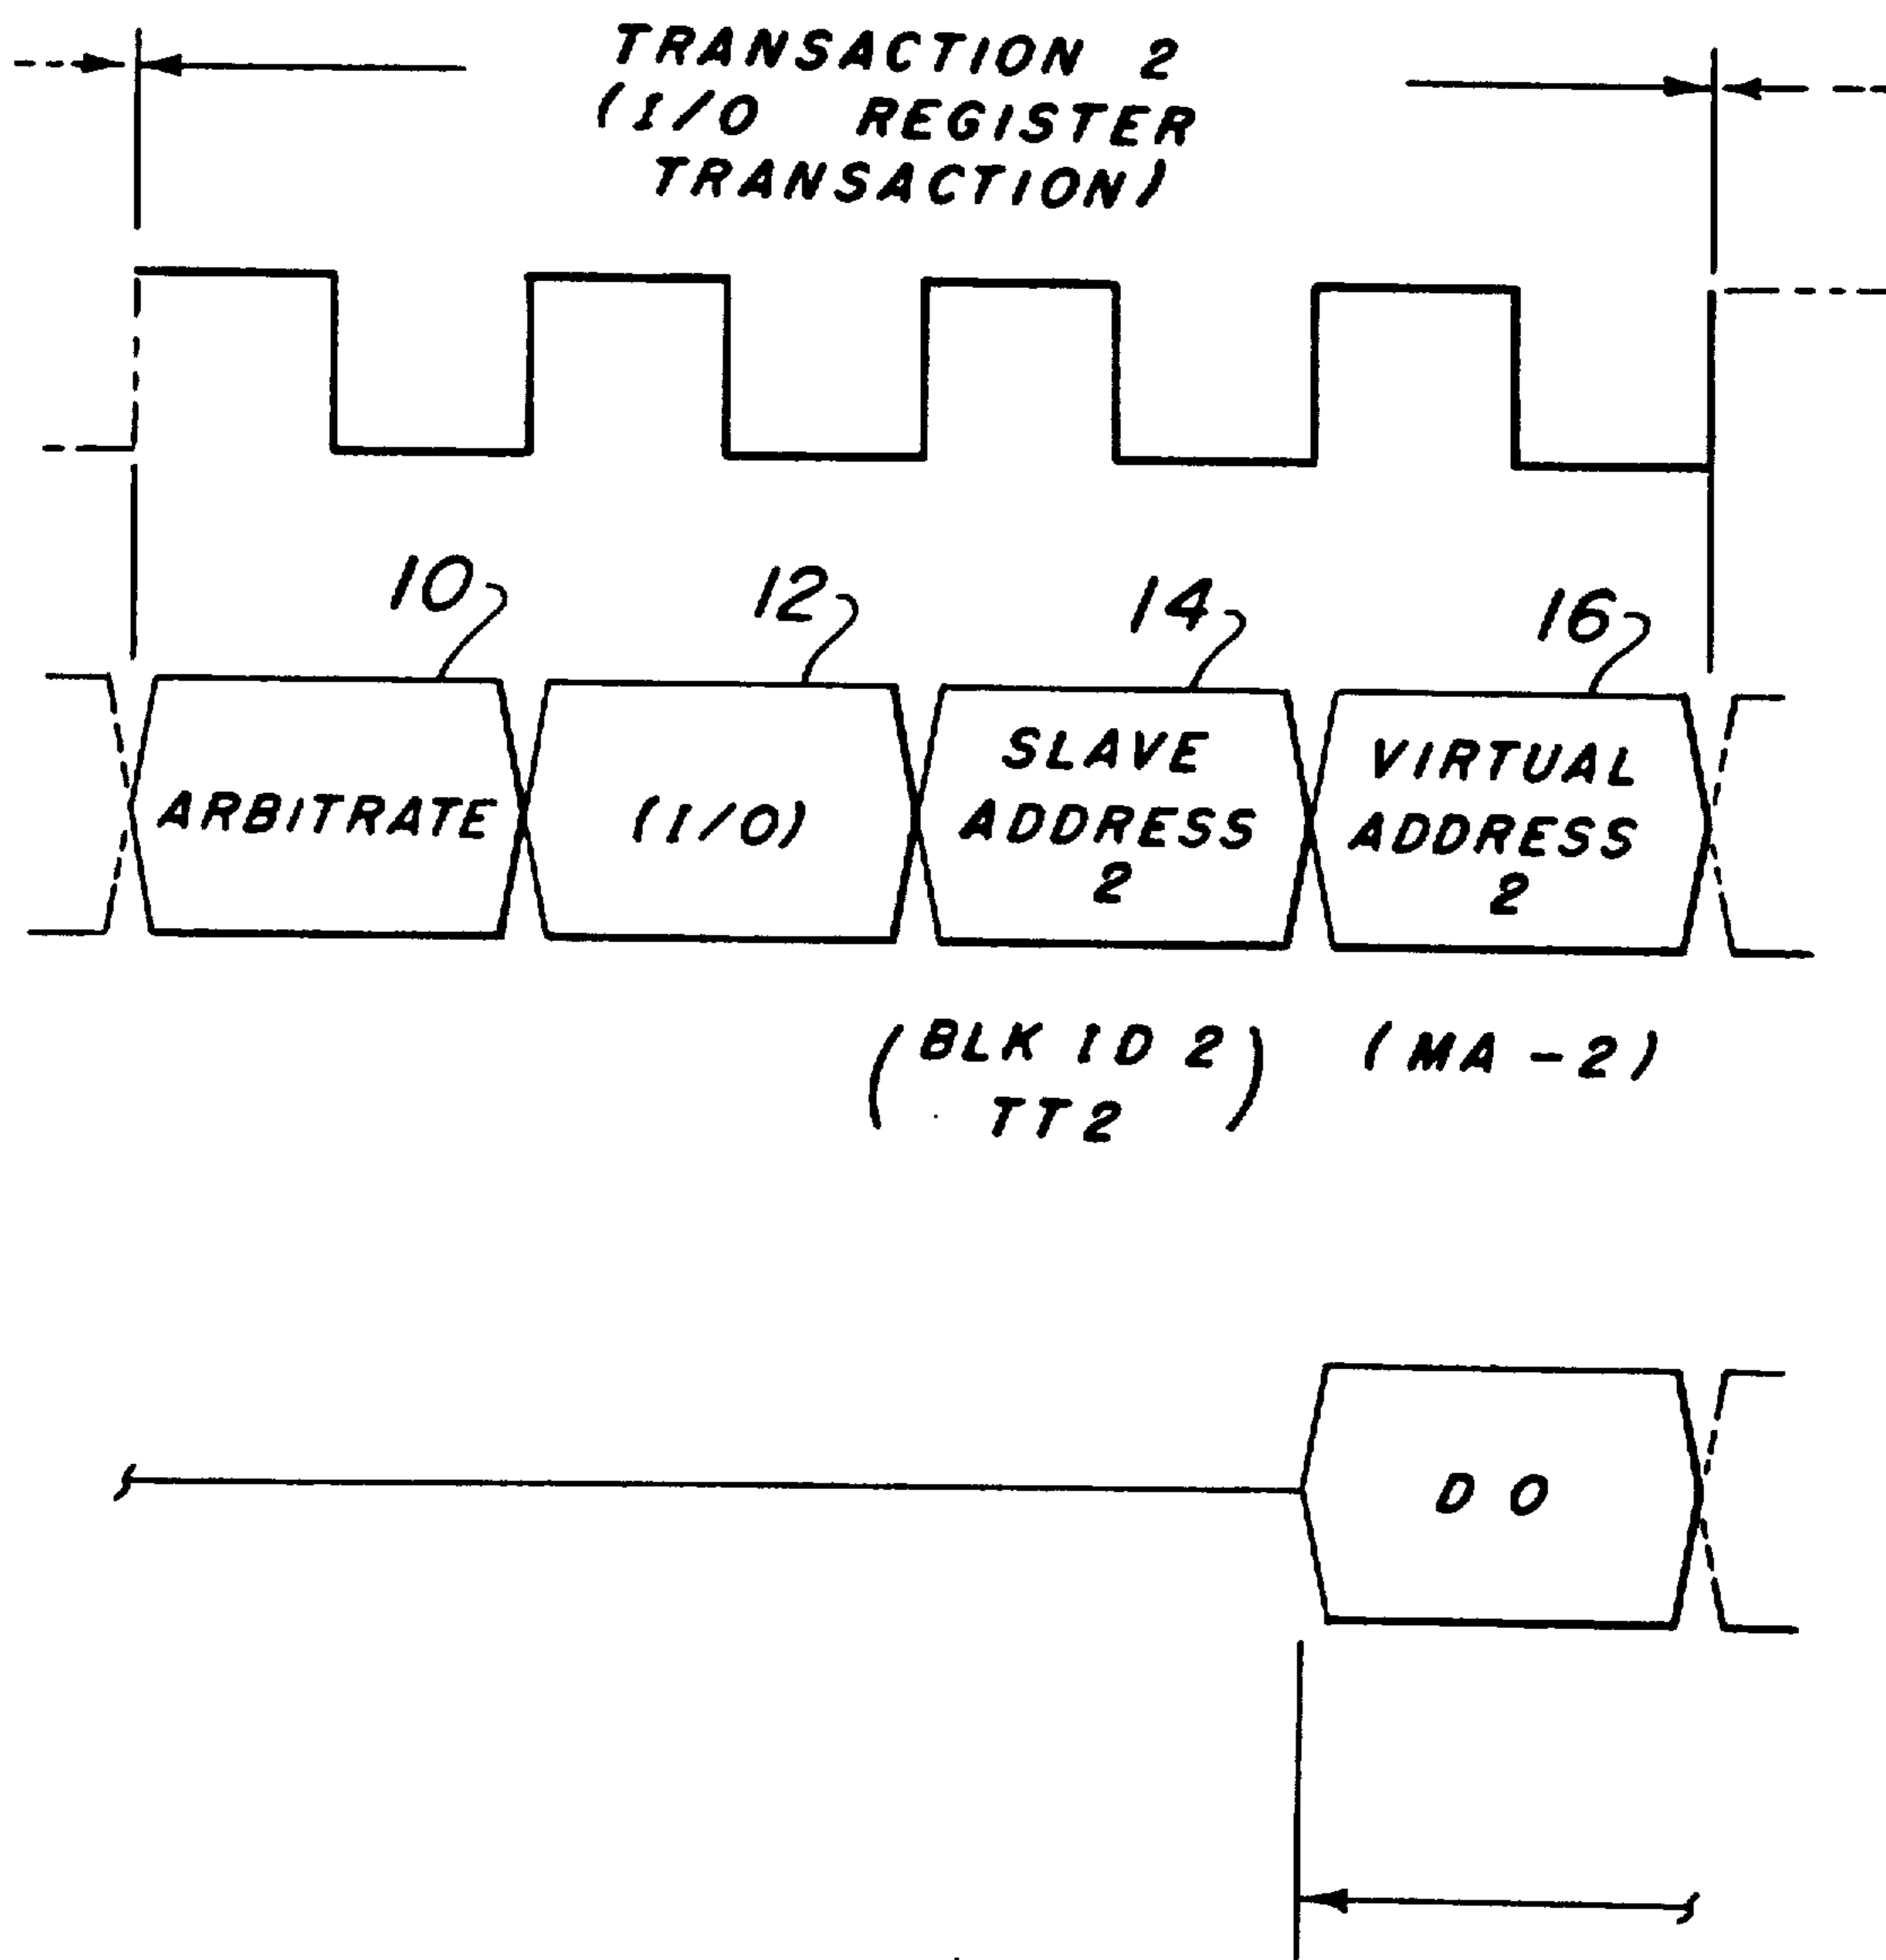 TRANSACTION 2
(I/O REGISTER
TRANSACTION)
10
12
14
16
ARBITRATE
(I/O)
SLAVE
ADDRESS
2
VIRTUAL
ADDRESS
2
(BLK ID 2
TT2)
(MA-2)
D O